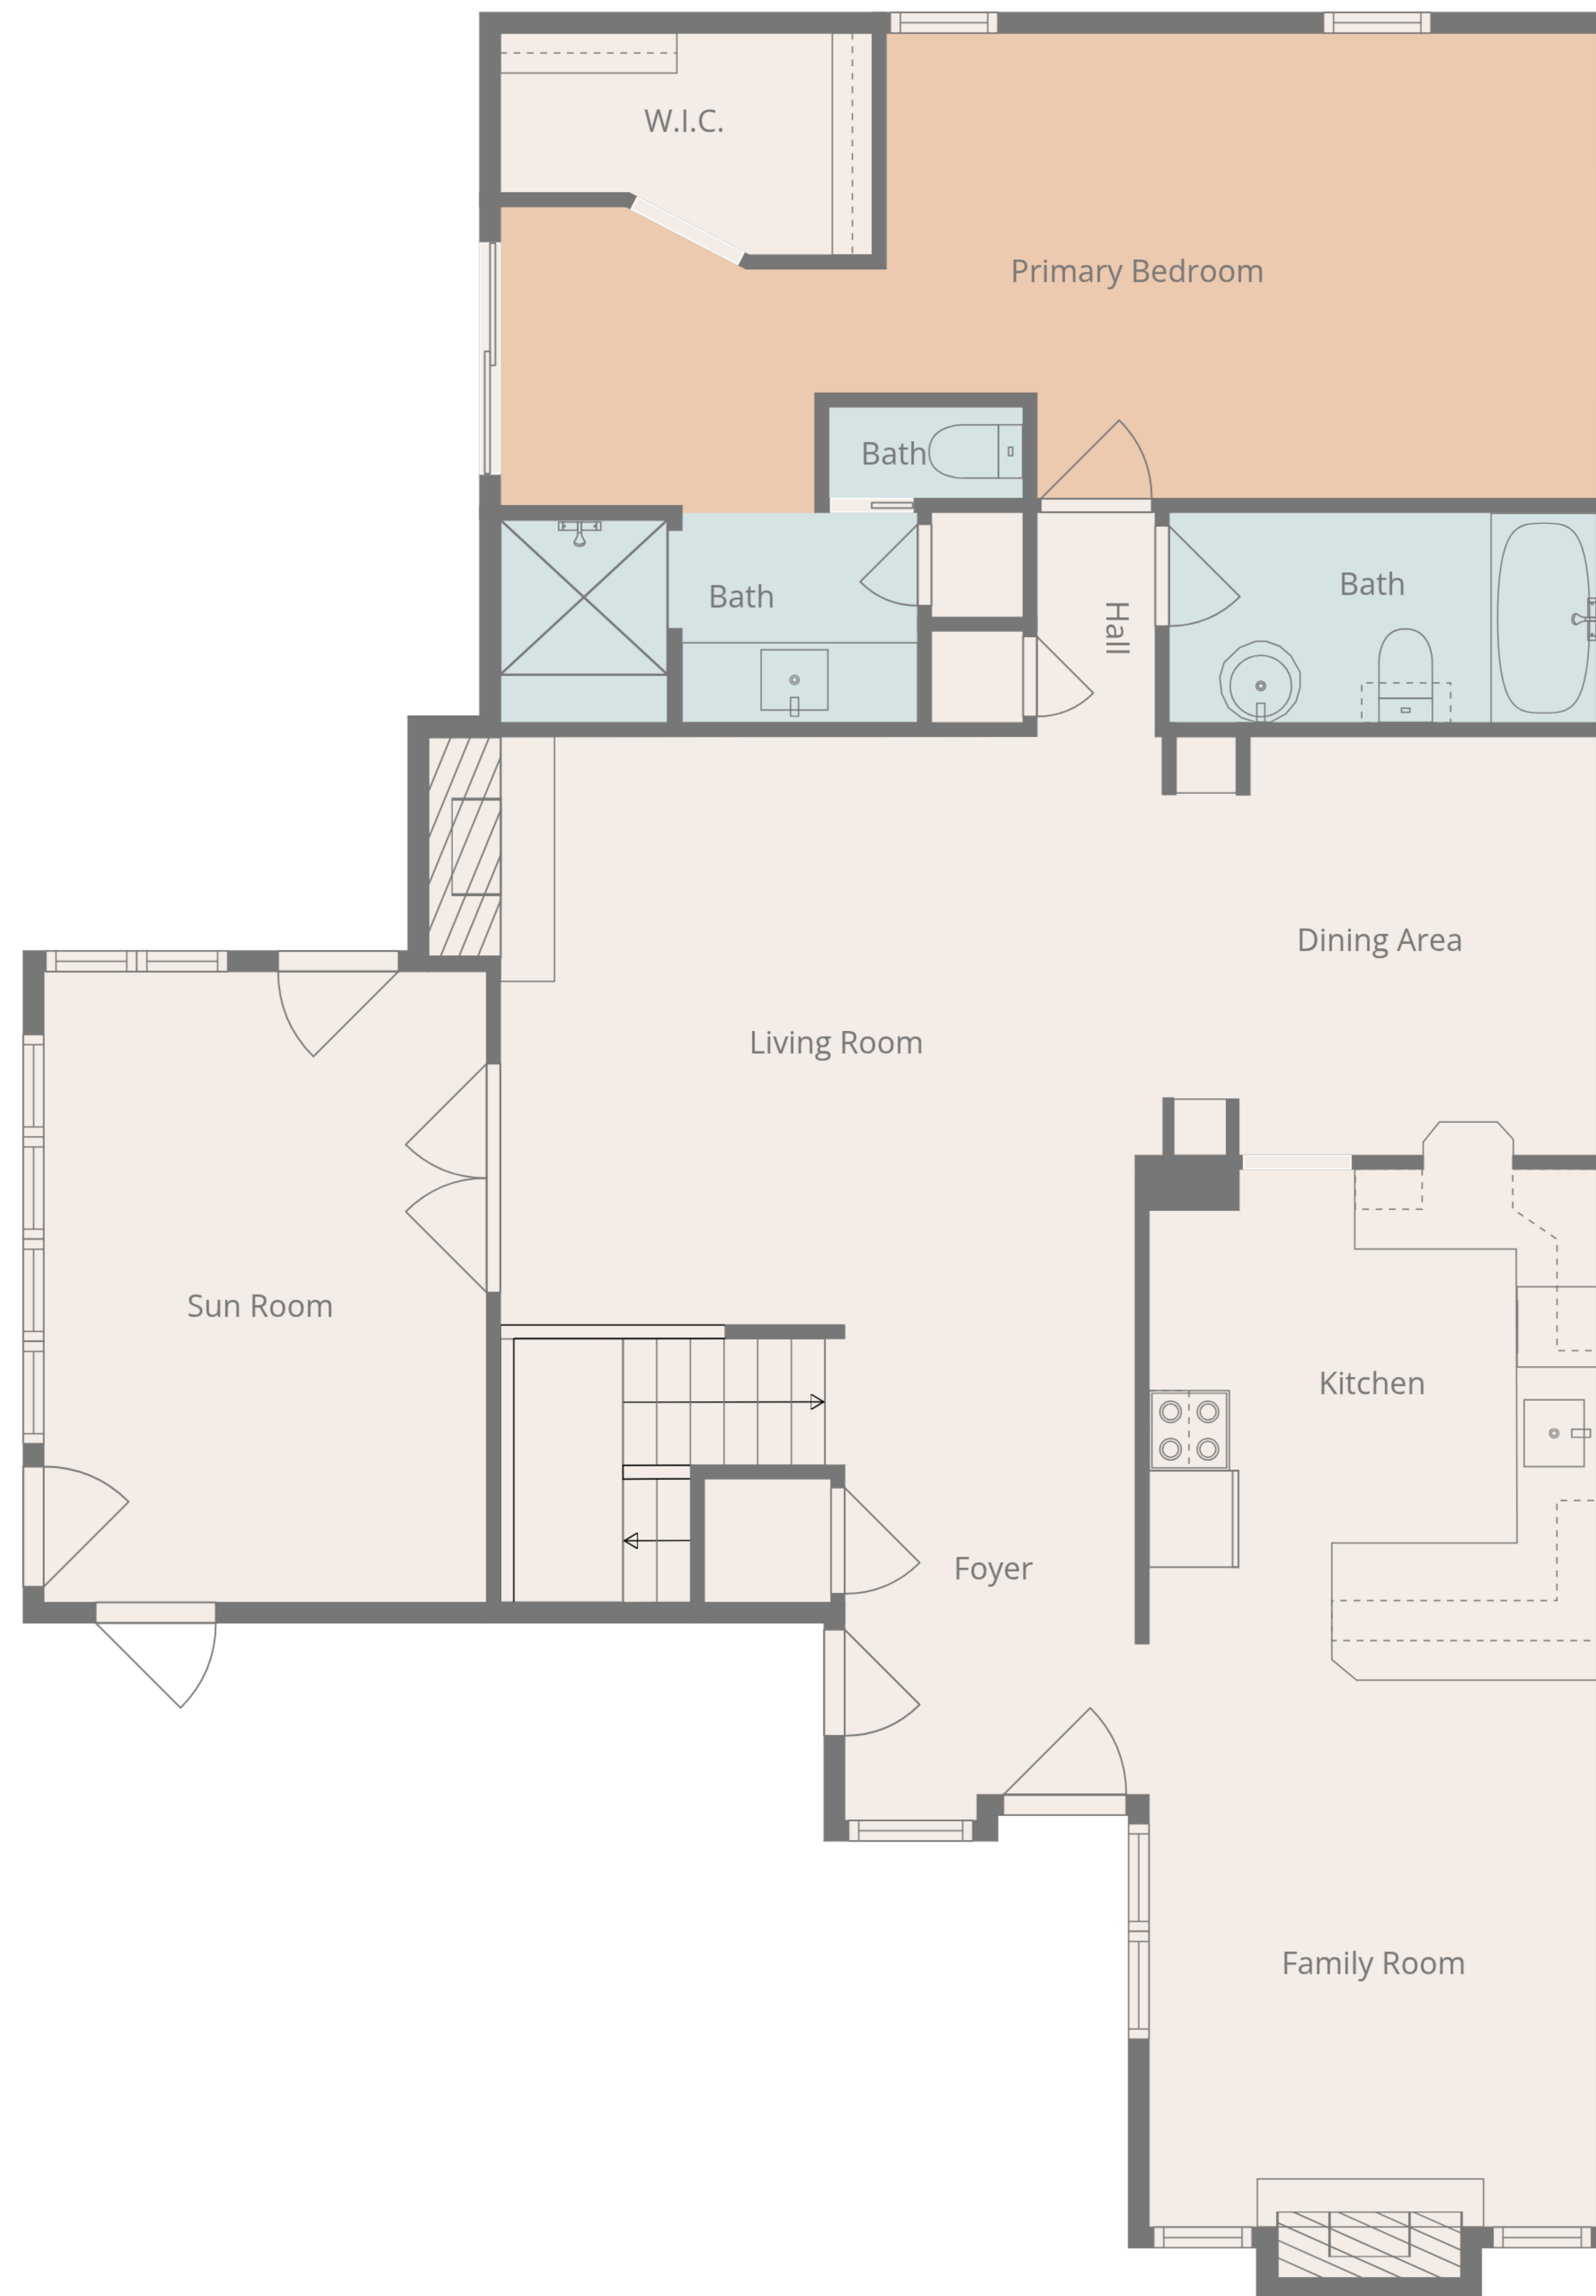 W.I.C.
Primary Bedroom
Bath
Bath
Bath
Hall
Dining Area
Living Room
Sun Room
Kitchen
Foyer
Family Room